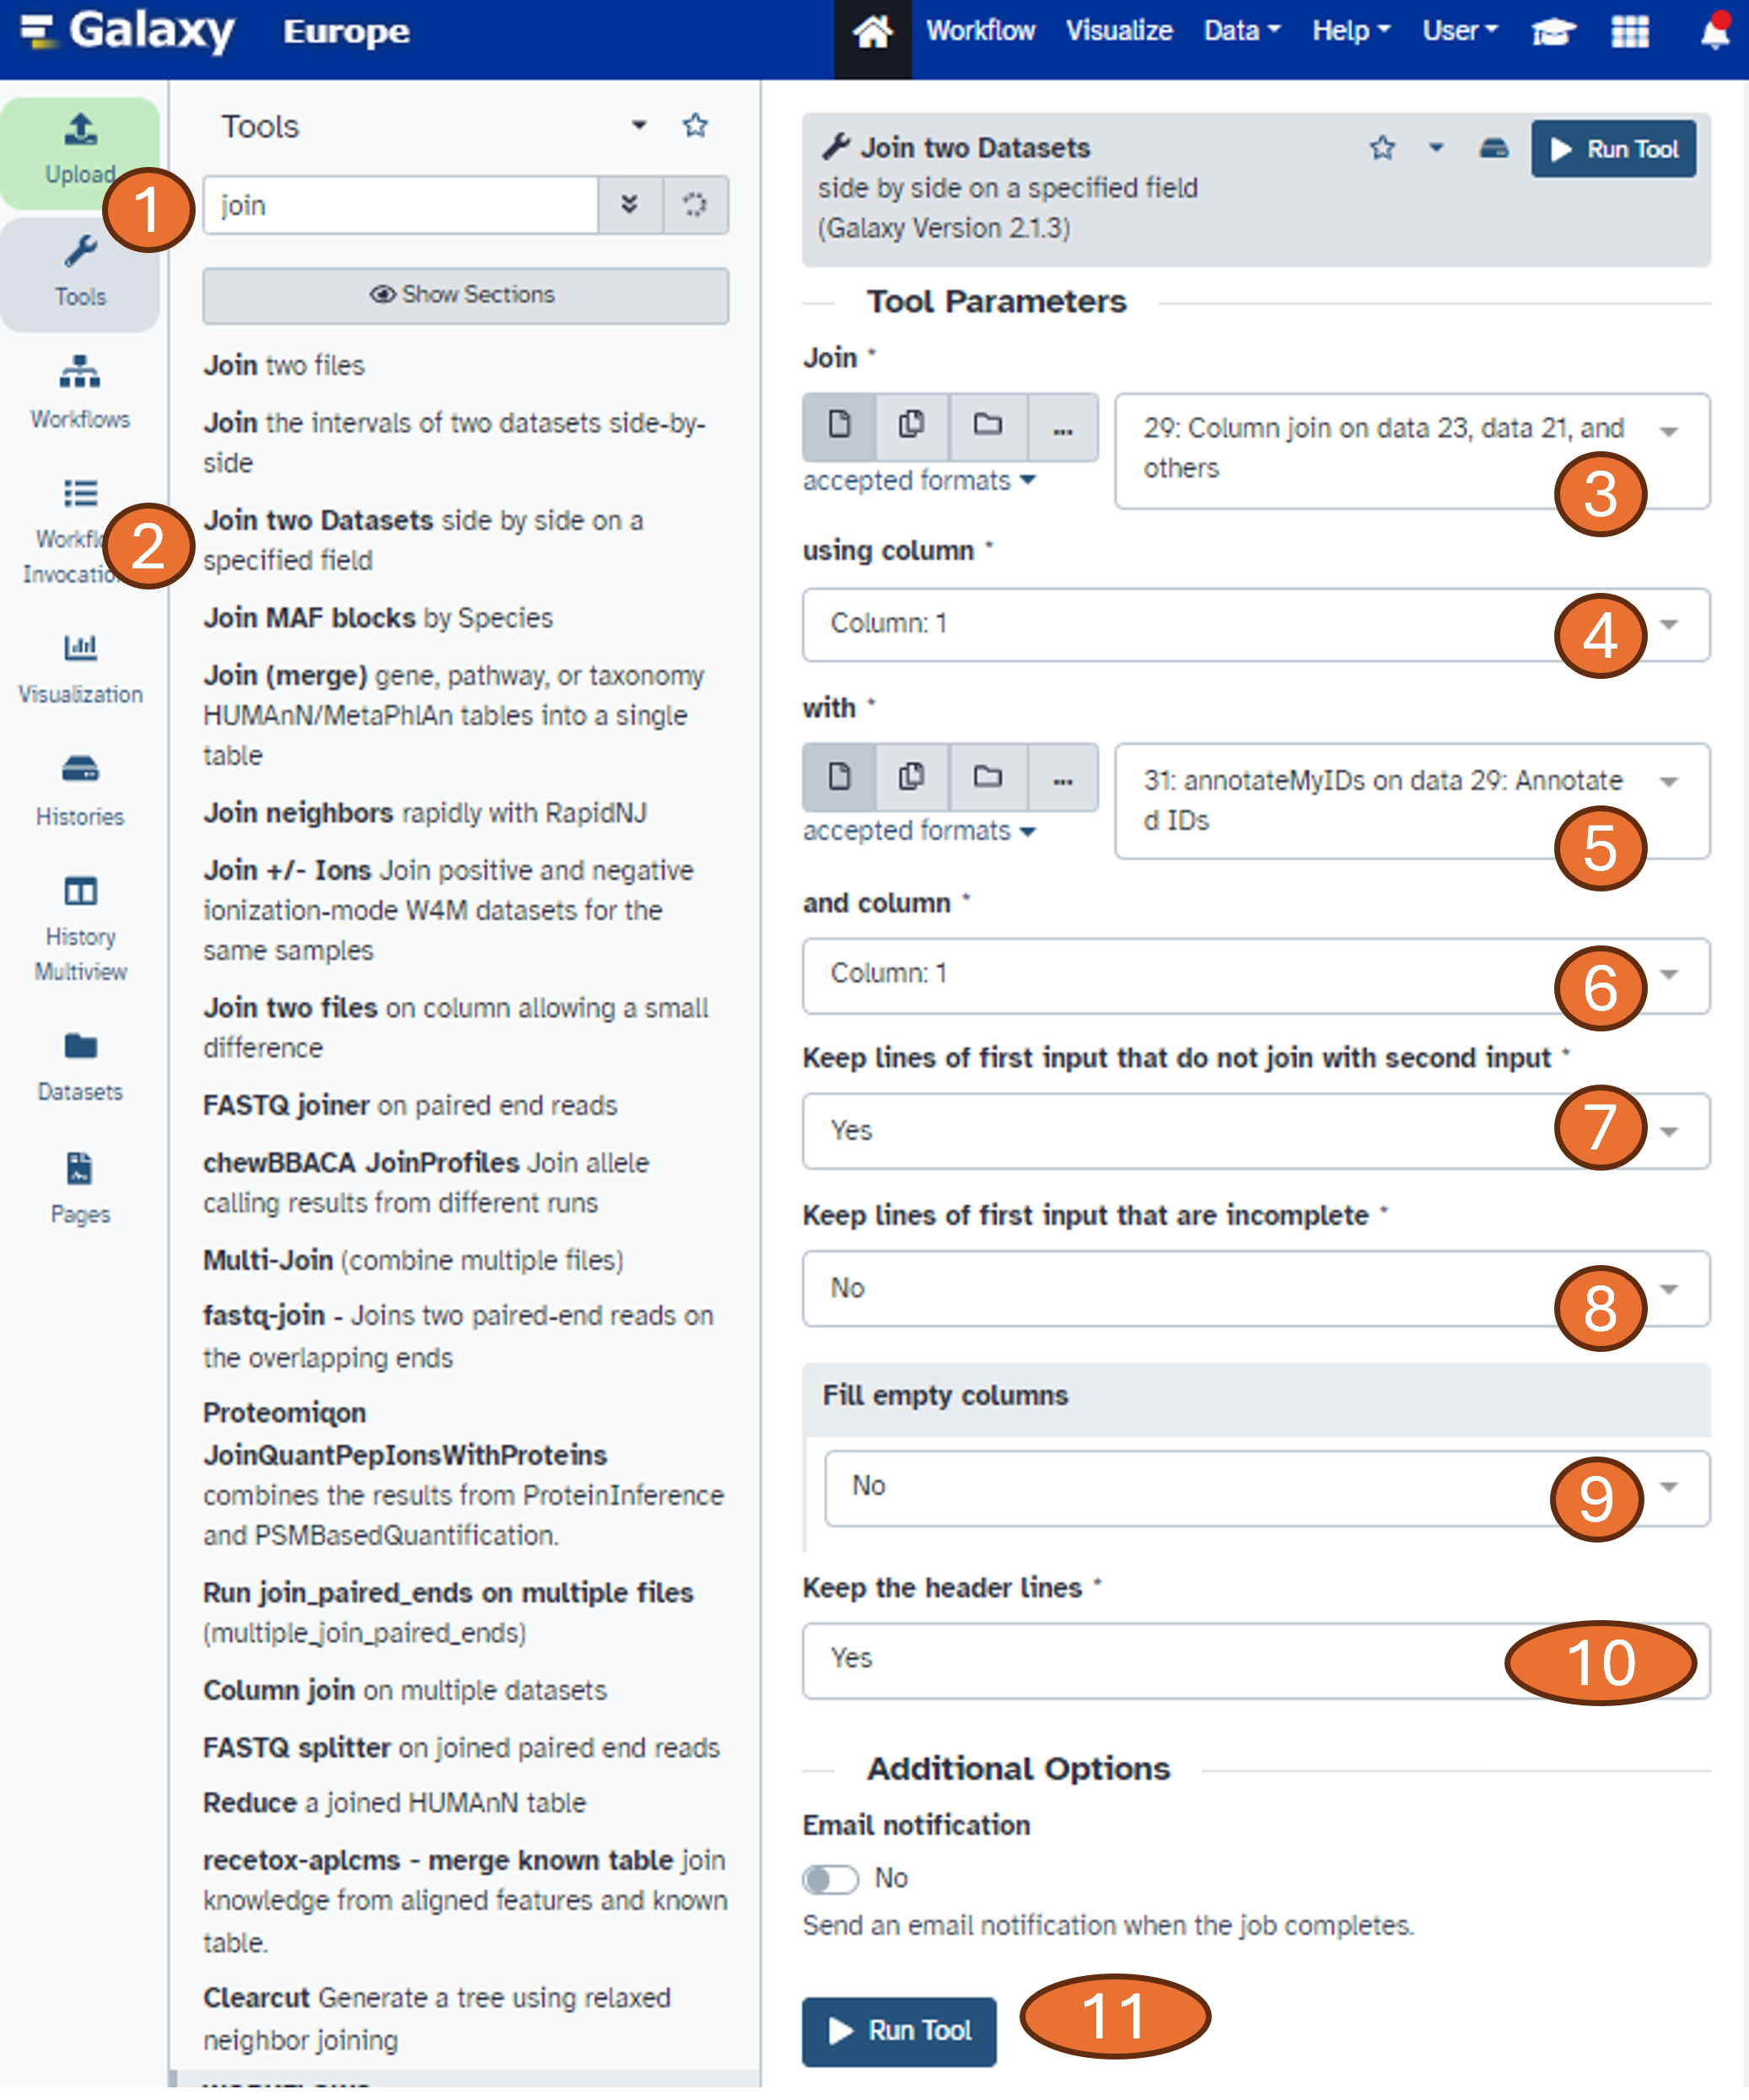 Galaxy Europe
Workflow Visualize Data Help User
Upload
Tools
Workflows
Workflo
Invocatio
Visualization
Histories
History
Multiview
Datasets
Pages
1
2
Tools
join
Show Sections
Join two files
Join the intervals of two datasets side-by-
side
Join two Datasets side by side on a
specified field
Join MAF blocks by Species
Join (merge) gene, pathway, or taxonomy
HUMAnN/MetaPhlAn tables into a single
table
Join neighbors rapidly with RapidNJ
Join +/- Ions Join positive and negative
ionization-mode W4M datasets for the
same samples
Join two files on column allowing a small
difference
FASTQ joiner on paired end reads
chewBBACA JoinProfiles Join allele
calling results from different runs
Multi-Join (combine multiple files)
fastq-join - Joins two paired-end reads on
the overlapping ends
Proteomiqon
JoinQuantPepIonsWithProteins
combines the results from ProteinInference
and PSMBasedQuantification.
Run join_paired_ends on multiple files
(multiple_join_paired_ends)
Column join on multiple datasets
FASTQ splitter on joined paired end reads
Reduce a joined HUMAnN table
recetox-aplcms - merge known table join
knowledge from aligned features and known
table.
Clearcut Generate a tree using relaxed
neighbor joining
Join two Datasets
side by side on a specified field
(Galaxy Version 2.1.3)
Run Tool
Tool Parameters
Join *
...
accepted formats
29: Column join on data 23, data 21, and
others
3
using column *
Column: 1
4
with *
...
accepted formats
31: annotateMyIDs on data 29: Annotate
d IDs
5
and column *
Column: 1
6
Keep lines of first input that do not join with second input *
Yes
7
Keep lines of first input that are incomplete *
No
8
Fill empty columns
No
9
Keep the header lines *
Yes
10
Additional Options
Email notification
No
Send an email notification when the job completes.
Run Tool
11